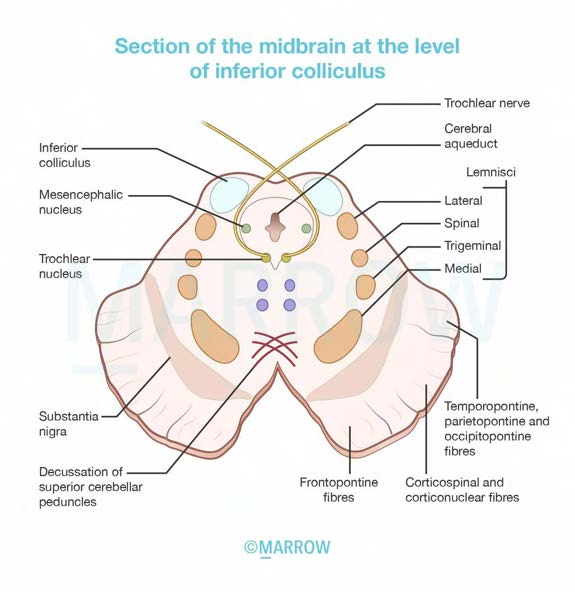 Section of the midbrain at the level
of inferior colliculus
Trochlear nerve
Cerebral
aqueduct
Lemnisci
Lateral
Spinal
Trigeminal
Medial
Inferior
colliculus
Mesencephalic
nucleus
Trochlear
nucleus
MARROW
Substantia
nigra
Decussation of
superior cerebellar
peduncles
Frontopontine
fibres
Corticospinal and
corticonuclear fibres
Temporopontine,
parietopontine and
occipitopontine
fibres
©MARROW